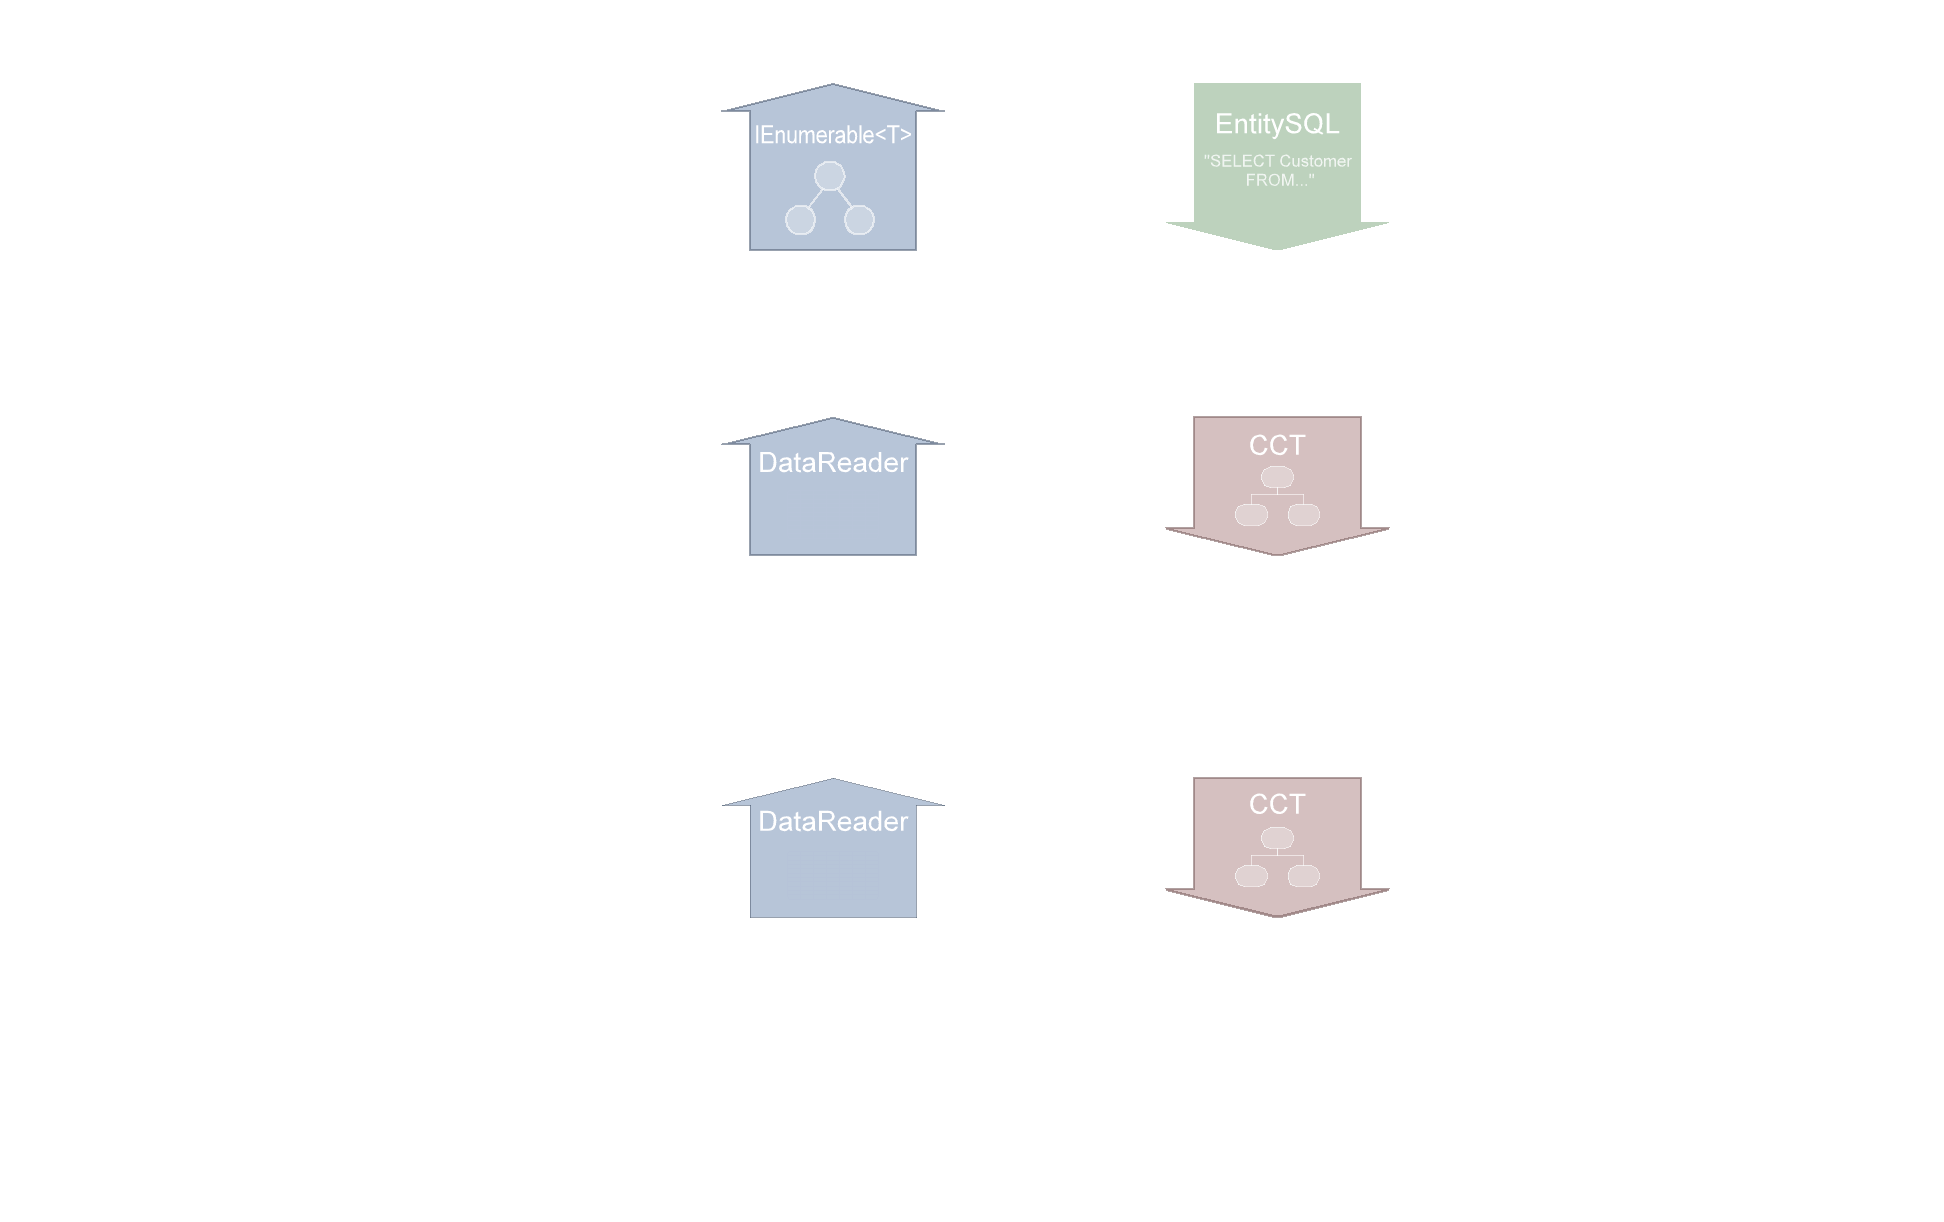 IEnumerable<T>
EntitySQL
"SELECT Customer
FROM..."
DataReader
CCT
DataReader
CCT